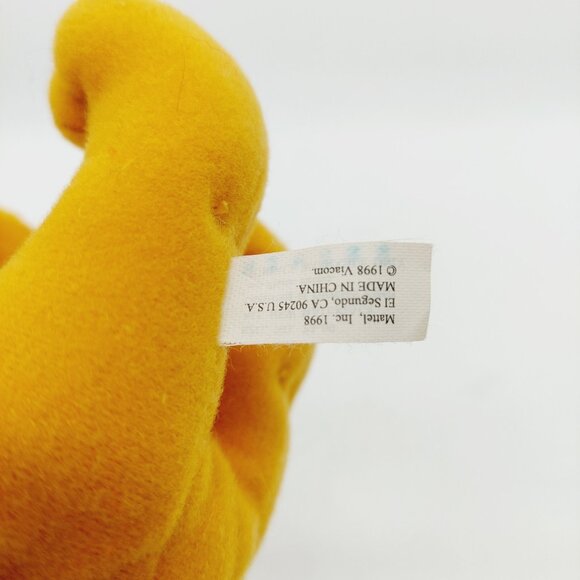 Mattel, Inc. 1998
El Segundo, CA 90245 U.S.A.
MADE IN CHINA.
© 1998 Viacom.